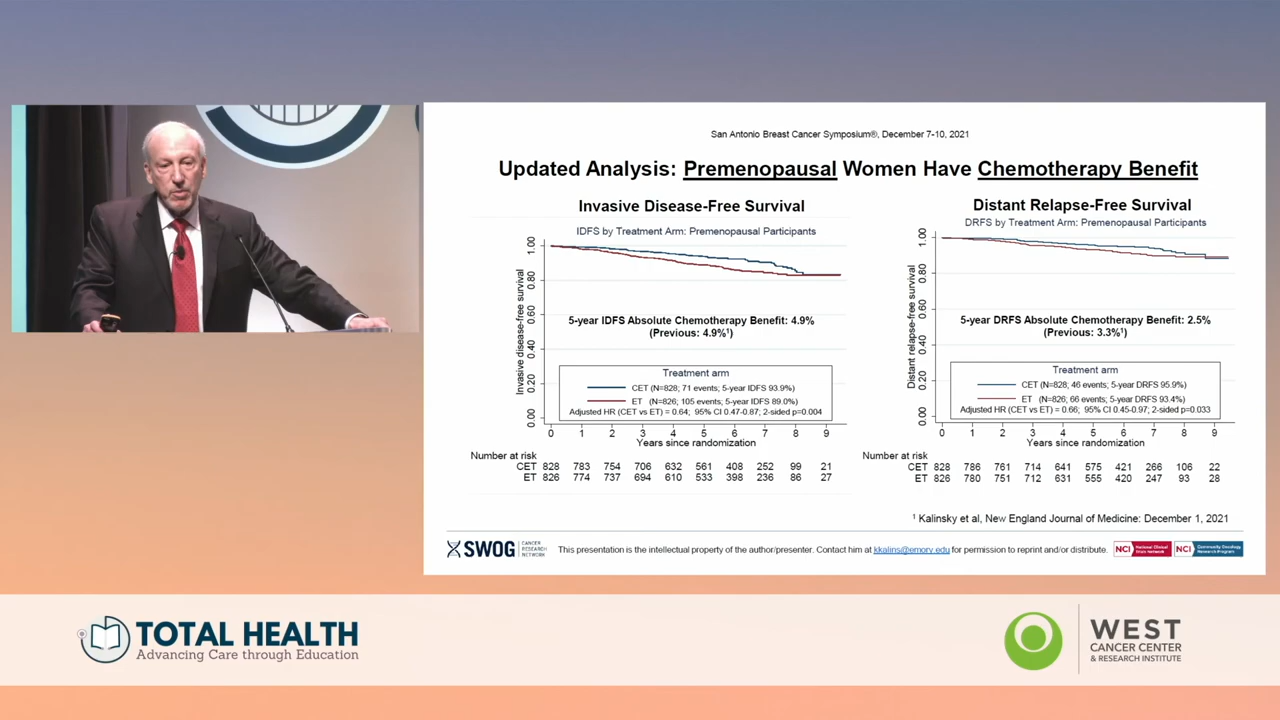 San Antonio Breast Cancer Symposium®, December 7-10, 2021
Updated Analysis: Premenopausal Women Have Chemotherapy Benefit
Invasive Disease-Free Survival
IDFS by Treatment Arm: Premenopausal Participants
Invasive disease-free survival
1.00
0.80
0.60
0.40
0.20
0.00
5-year IDFS Absolute Chemotherapy Benefit: 4.9%
(Previous: 4.9%¹)
Treatment arm
CET (N=828; 71 events; 5-year IDFS 93.9%)
ET (N=826; 105 events; 5-year IDFS 89.0%)
Adjusted HR (CET vs ET) = 0.64; 95% CI 0.47-0.87; 2-sided p=0.004
0 1 2 3 4 5 6 7 8 9
Years since randomization
Number at risk
CET 828 783 754 706 632 561 408 252 99 21
ET 826 774 737 694 610 533 398 236 86 27
Distant Relapse-Free Survival
DRFS by Treatment Arm: Premenopausal Participants
Distant relapse-free survival
1.00
0.80
0.60
0.40
0.20
0.00
5-year DRFS Absolute Chemotherapy Benefit: 2.5%
(Previous: 3.3%¹)
Treatment arm
CET (N=828; 46 events; 5-year DRFS 95.9%)
ET (N=826; 66 events; 5-year DRFS 93.4%)
Adjusted HR (CET vs ET) = 0.66; 95% CI 0.45-0.97; 2-sided p=0.033
0 1 2 3 4 5 6 7 8 9
Years since randomization
Number at risk
CET 828 786 761 714 641 575 421 266 106 22
ET 826 780 751 712 631 555 420 247 93 28
¹ Kalinsky et al, New England Journal of Medicine: December 1, 2021
SWOG
CANCER
RESEARCH
NETWORK
This presentation is the intellectual property of the author/presenter. Contact him at kkalins@emory.edu for permission to reprint and/or distribute.
NCI National Clinical Trials Network
NCI Community Oncology Research Program
TOTAL HEALTH
Advancing Care through Education
WEST
CANCER CENTER
& RESEARCH INSTITUTE